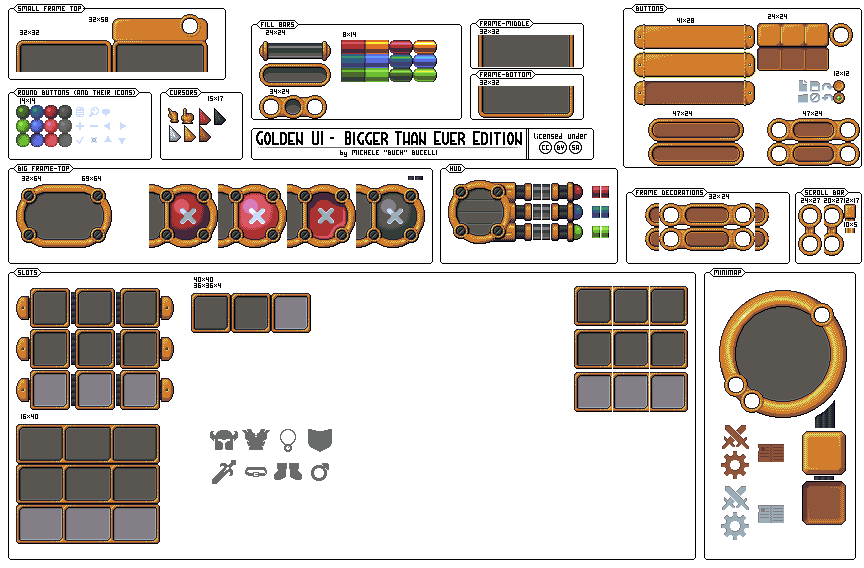 SMALL FRAME TOP
32×58
32×32
FILL BARS
24×24
8×14
34×24
FRAME-MIDDLE
32×32
FRAME-BOTTOM
32×32
BUTTONS
41×28
24×24
12×12
47×24
47×24
ROUND BUTTONS (AND THEIR ICONS)
14×14
CURSORS
15×17
GOLDEN UI - BIGGER THAN EVER EDITION
by MICHELE "BUCH" BUCELLI
licensed under
CC BY SA
BIG FRAME-TOP
32×64
69×64
HUD
FRAME DECORATIONS
32×24
SCROLL BAR
24×27
20×27
12×17
10×5
SLOTS
40×40
36×36×4
16×40
MINIMAP